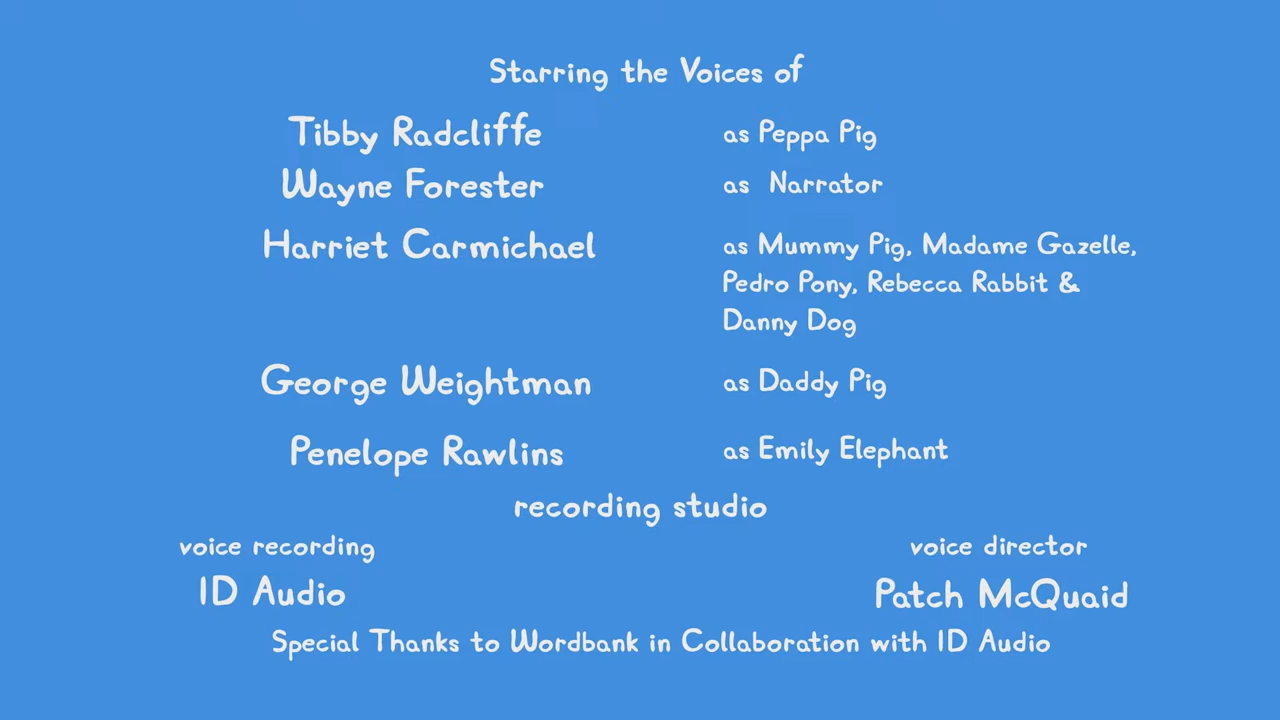 Starring the Voices of
Tibby Radcliffe as Peppa Pig
Wayne Forester as Narrator
Harriet Carmichael as Mummy Pig, Madame Gazelle,
Pedro Pony, Rebecca Rabbit &
Danny Dog
George Weightman as Daddy Pig
Penelope Rawlins as Emily Elephant
recording studio
voice recording voice director
ID Audio Patch McQuaid
Special Thanks to Wordbank in Collaboration with ID Audio